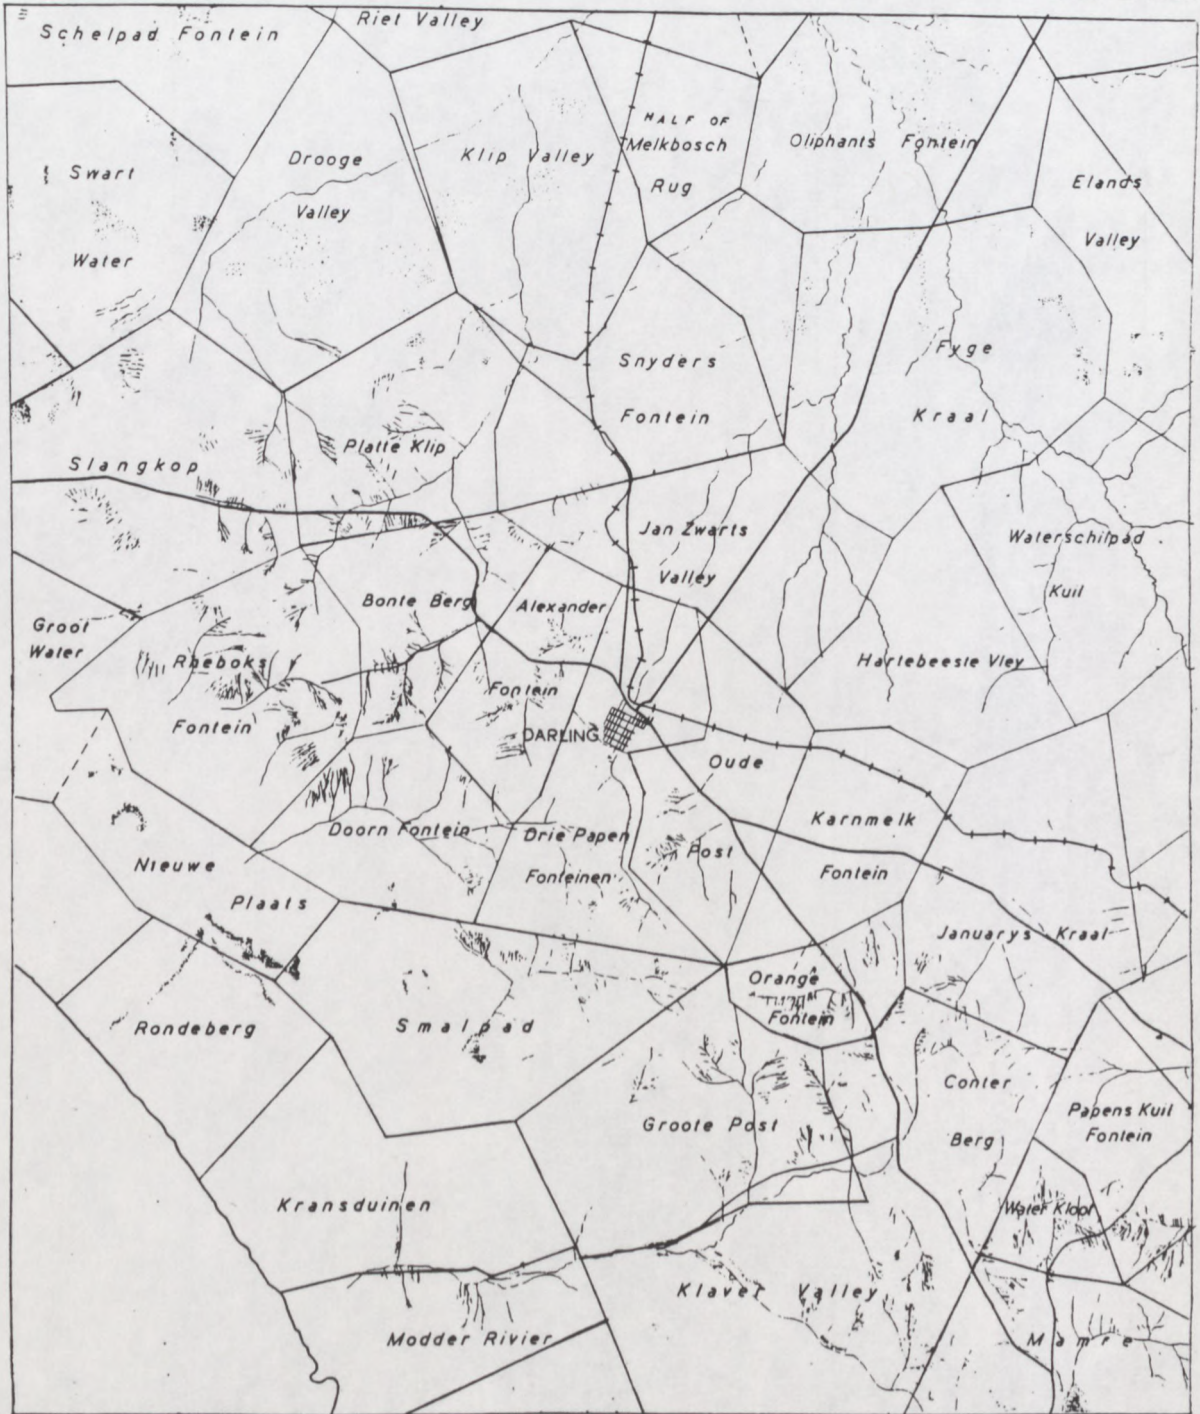 Schelpad Fontein
Riet Valley
Swart
Water
Drooge
Valley
Klip Valley
HALF OF
Melkbosch
Rug
Oliphants Fontein
Elands
Valley
Snyders
Fontein
Fyge
Kraal
Platte Klip
Slangkop
Jan Zwarts
Valley
Waterschilpad
Kuil
Groot
Water
Bonte Berg
Alexander
Fontein
Rheboks
Fontein
Hartebeeste Vley
DARLING
Oude
Post
Karnmelk
Fontein
Doorn Fontein
Drie Papen
Fonteinen
Nieuwe
Plaats
Januarys Kraal
Orange
Fontein
Rondeberg
Smalpad
Groote Post
Conter
Berg
Papens Kuil
Fontein
Kransduinen
Water Kloof
Klaver Valley
Modder Rivier
Mamre